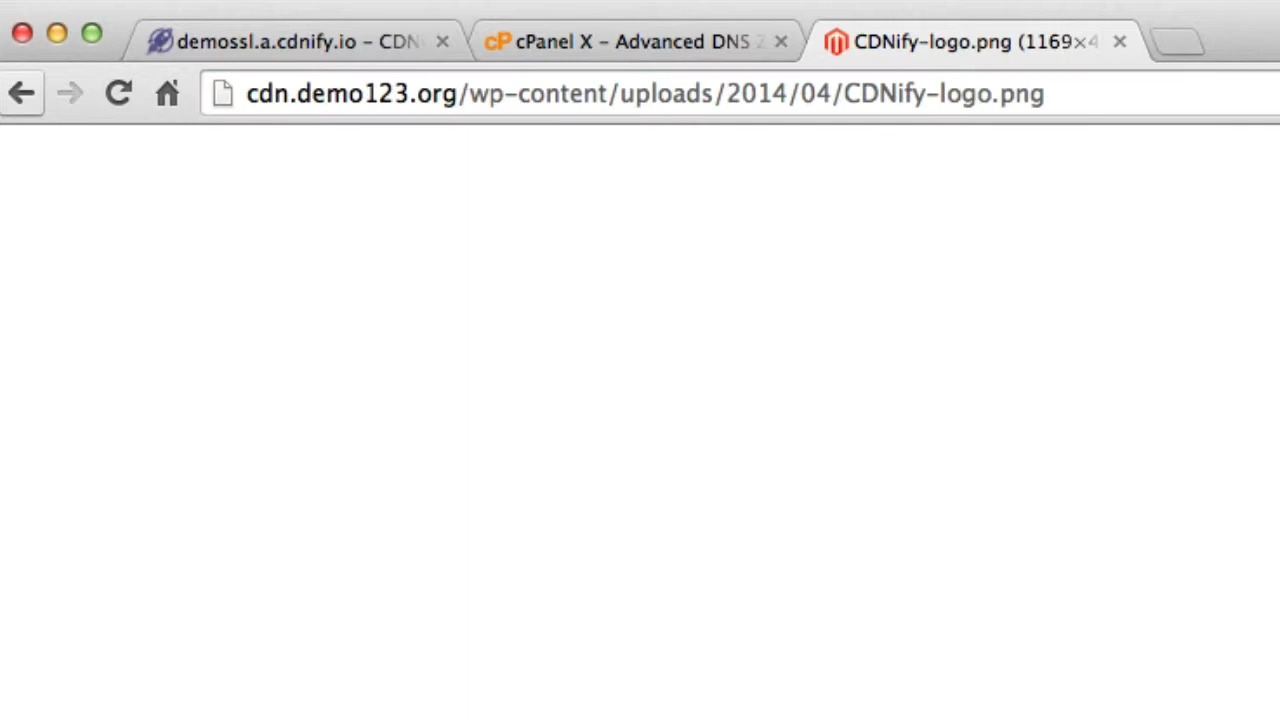 demossl.a.cdnify.io – CDN
cPanel X – Advanced DNS Z
CDNify-logo.png (1169×4
cdn.demo123.org/wp-content/uploads/2014/04/CDNify-logo.png